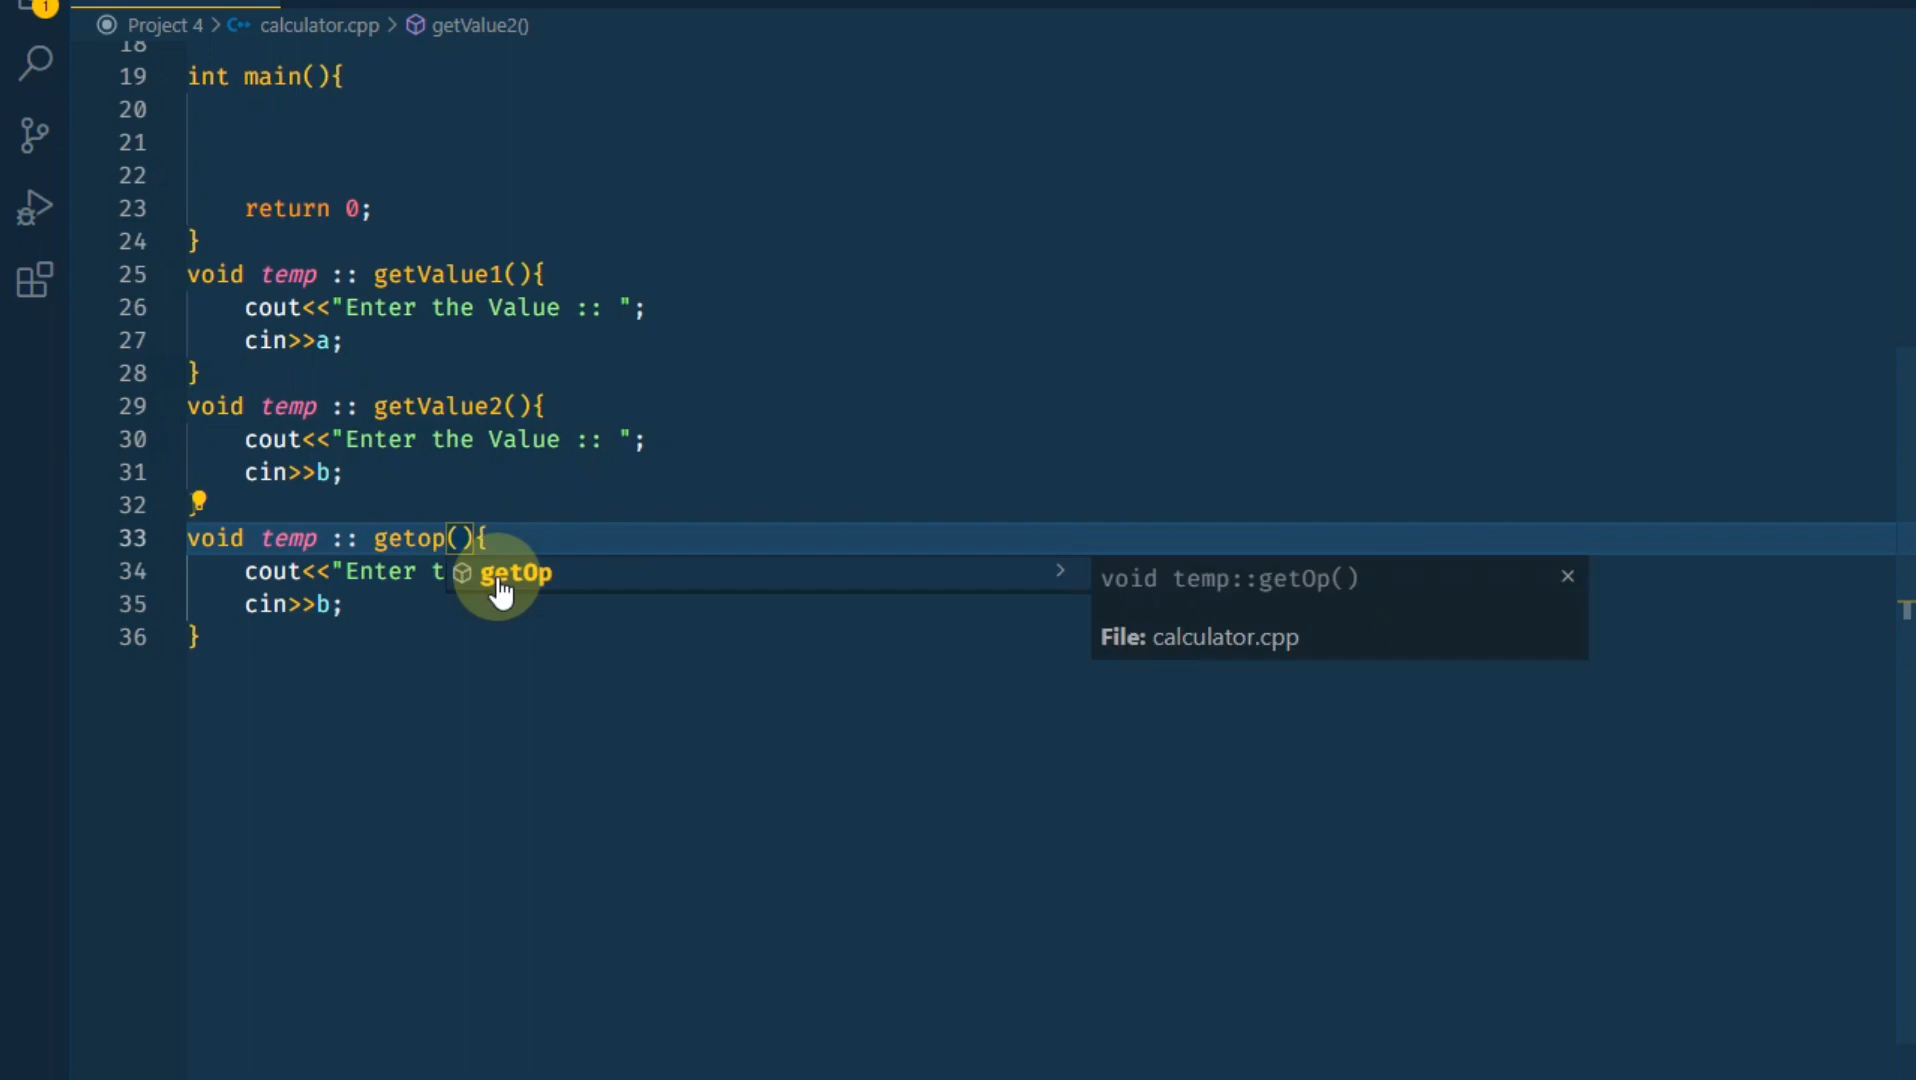 1
Project 4 > C++ calculator.cpp > getValue2()
18
19 int main(){
20
21
22
23 return 0;
24 }
25 void temp :: getValue1(){
26 cout<<"Enter the Value :: ";
27 cin>>a;
28 }
29 void temp :: getValue2(){
30 cout<<"Enter the Value :: ";
31 cin>>b;
32 }
33 void temp :: getop(){
34 cout<<"Enter t
getOp
void temp::getOp()
File: calculator.cpp
35 cin>>b;
36 }